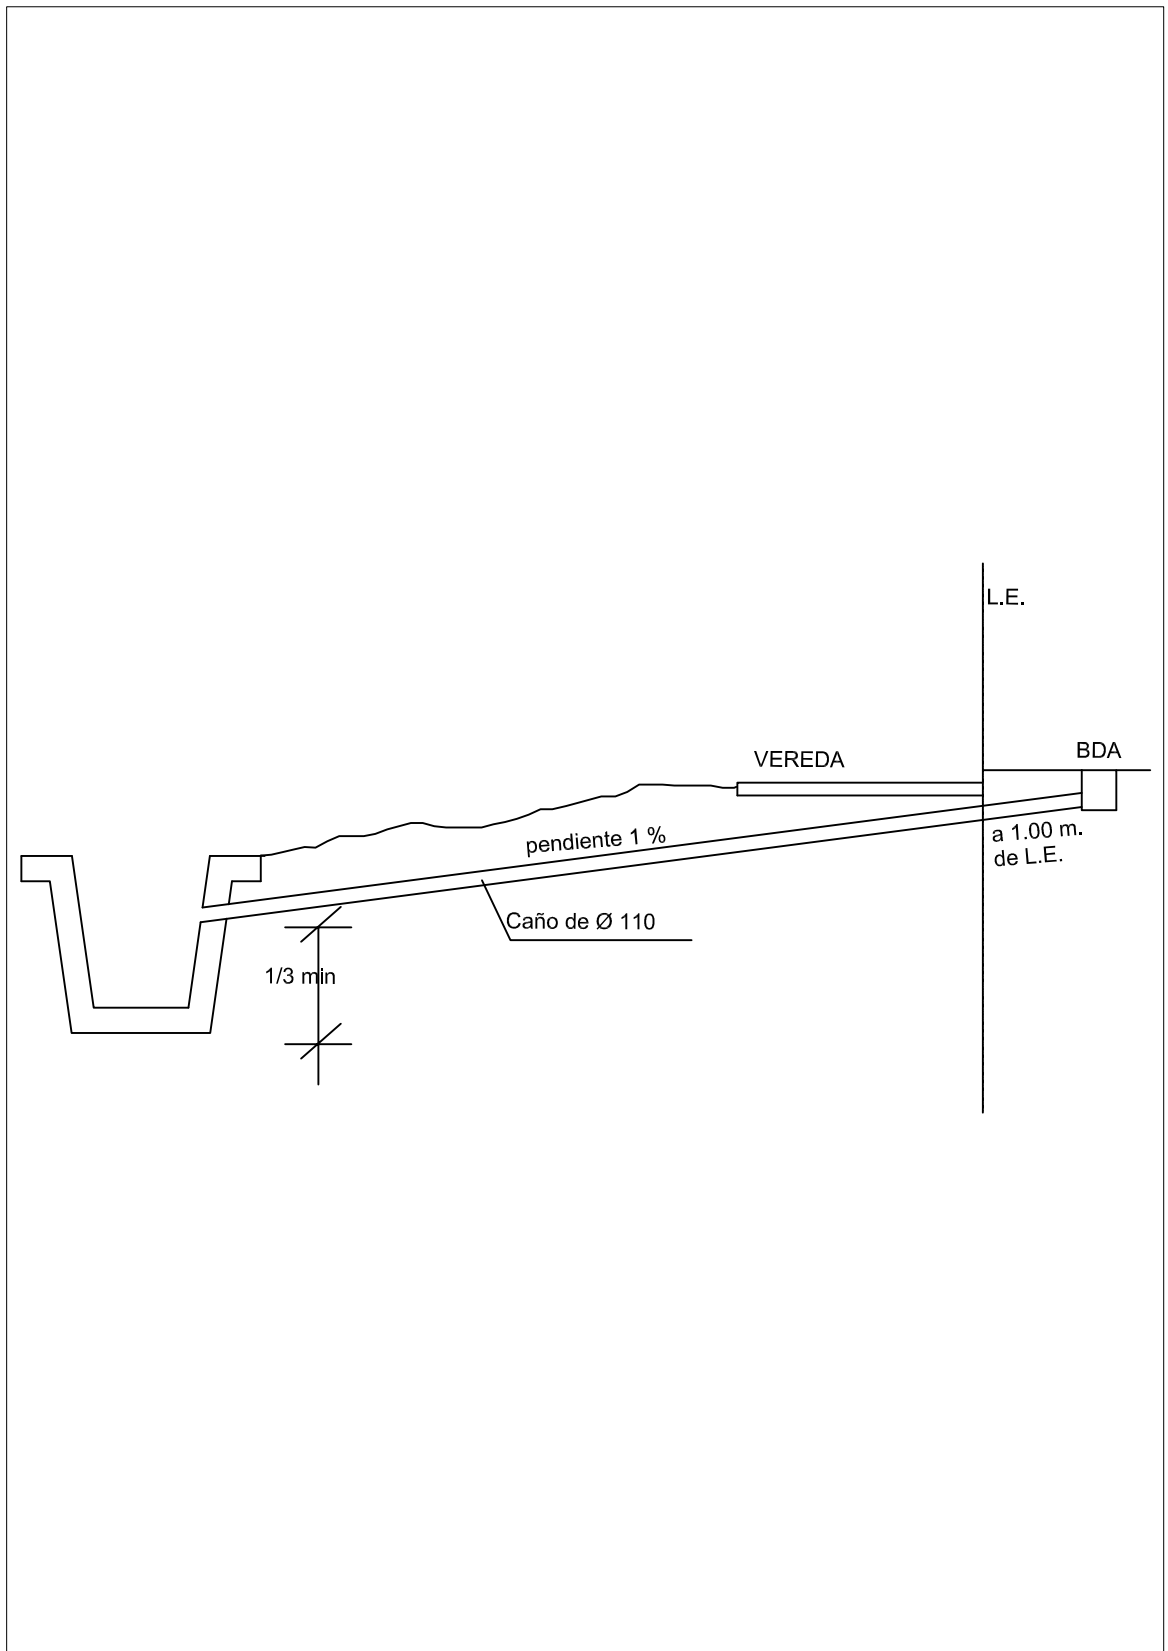 L.E.
BDA
VEREDA
a 1.00 m.
de L.E.
pendiente 1 %
Caño de Ø 110
1/3 min